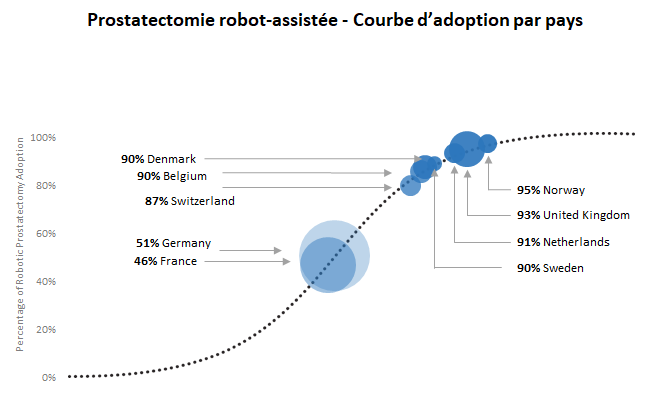 Prostatectomie robot-assistée - Courbe d’adoption par pays
Percentage of Robotic Prostatectomy Adoption
100%
80%
60%
40%
20%
0%
90% Denmark
90% Belgium
87% Switzerland
51% Germany
46% France
95% Norway
93% United Kingdom
91% Netherlands
90% Sweden